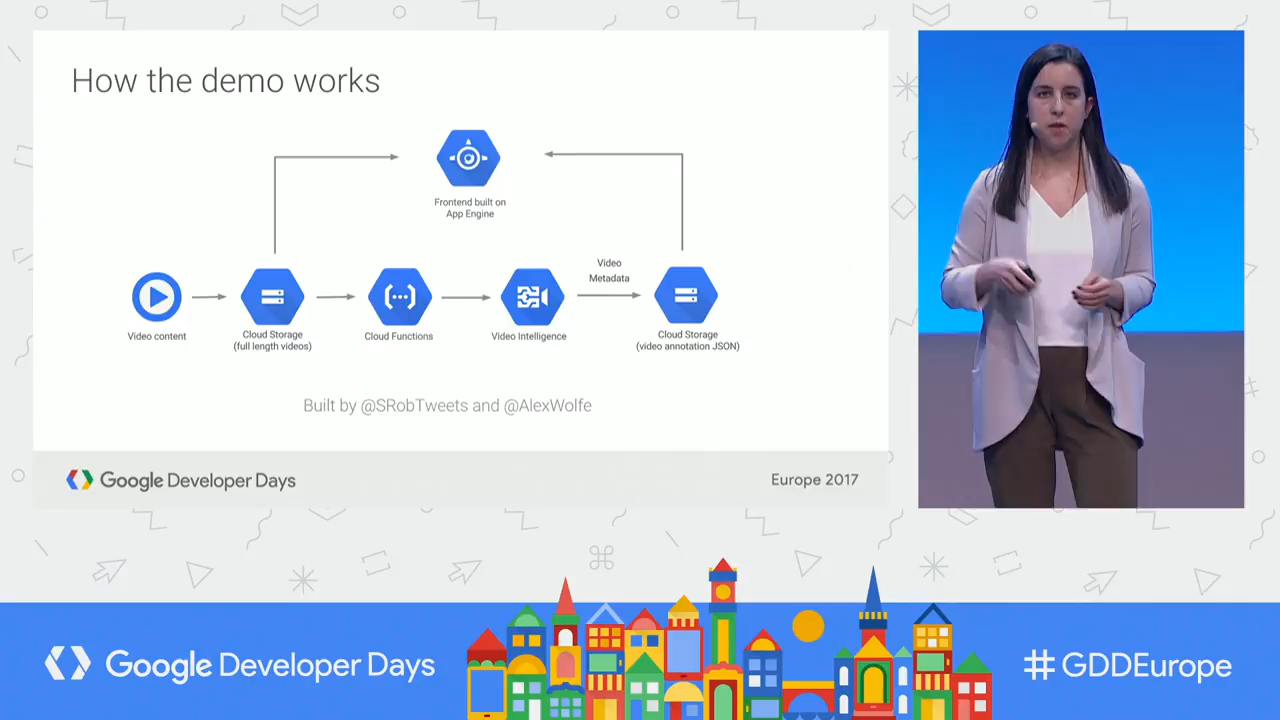 How the demo works
Frontend built on
App Engine
Video
Metadata
Video content
Cloud Storage
(full length videos)
Cloud Functions
Video Intelligence
Cloud Storage
(video annotation JSON)
Built by @SRobTweets and @AlexWolfe
Google Developer Days
Europe 2017
Google Developer Days
#GDDEurope